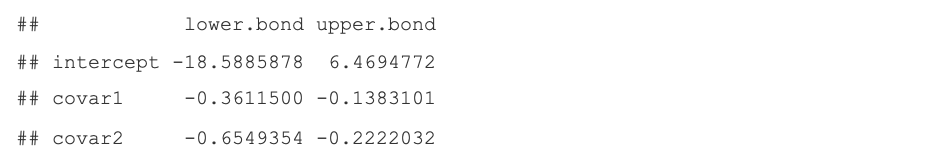 ##           lower.bond upper.bond
## intercept -18.5885878  6.4694772
## covar1     -0.3611500 -0.1383101
## covar2     -0.6549354 -0.2222032